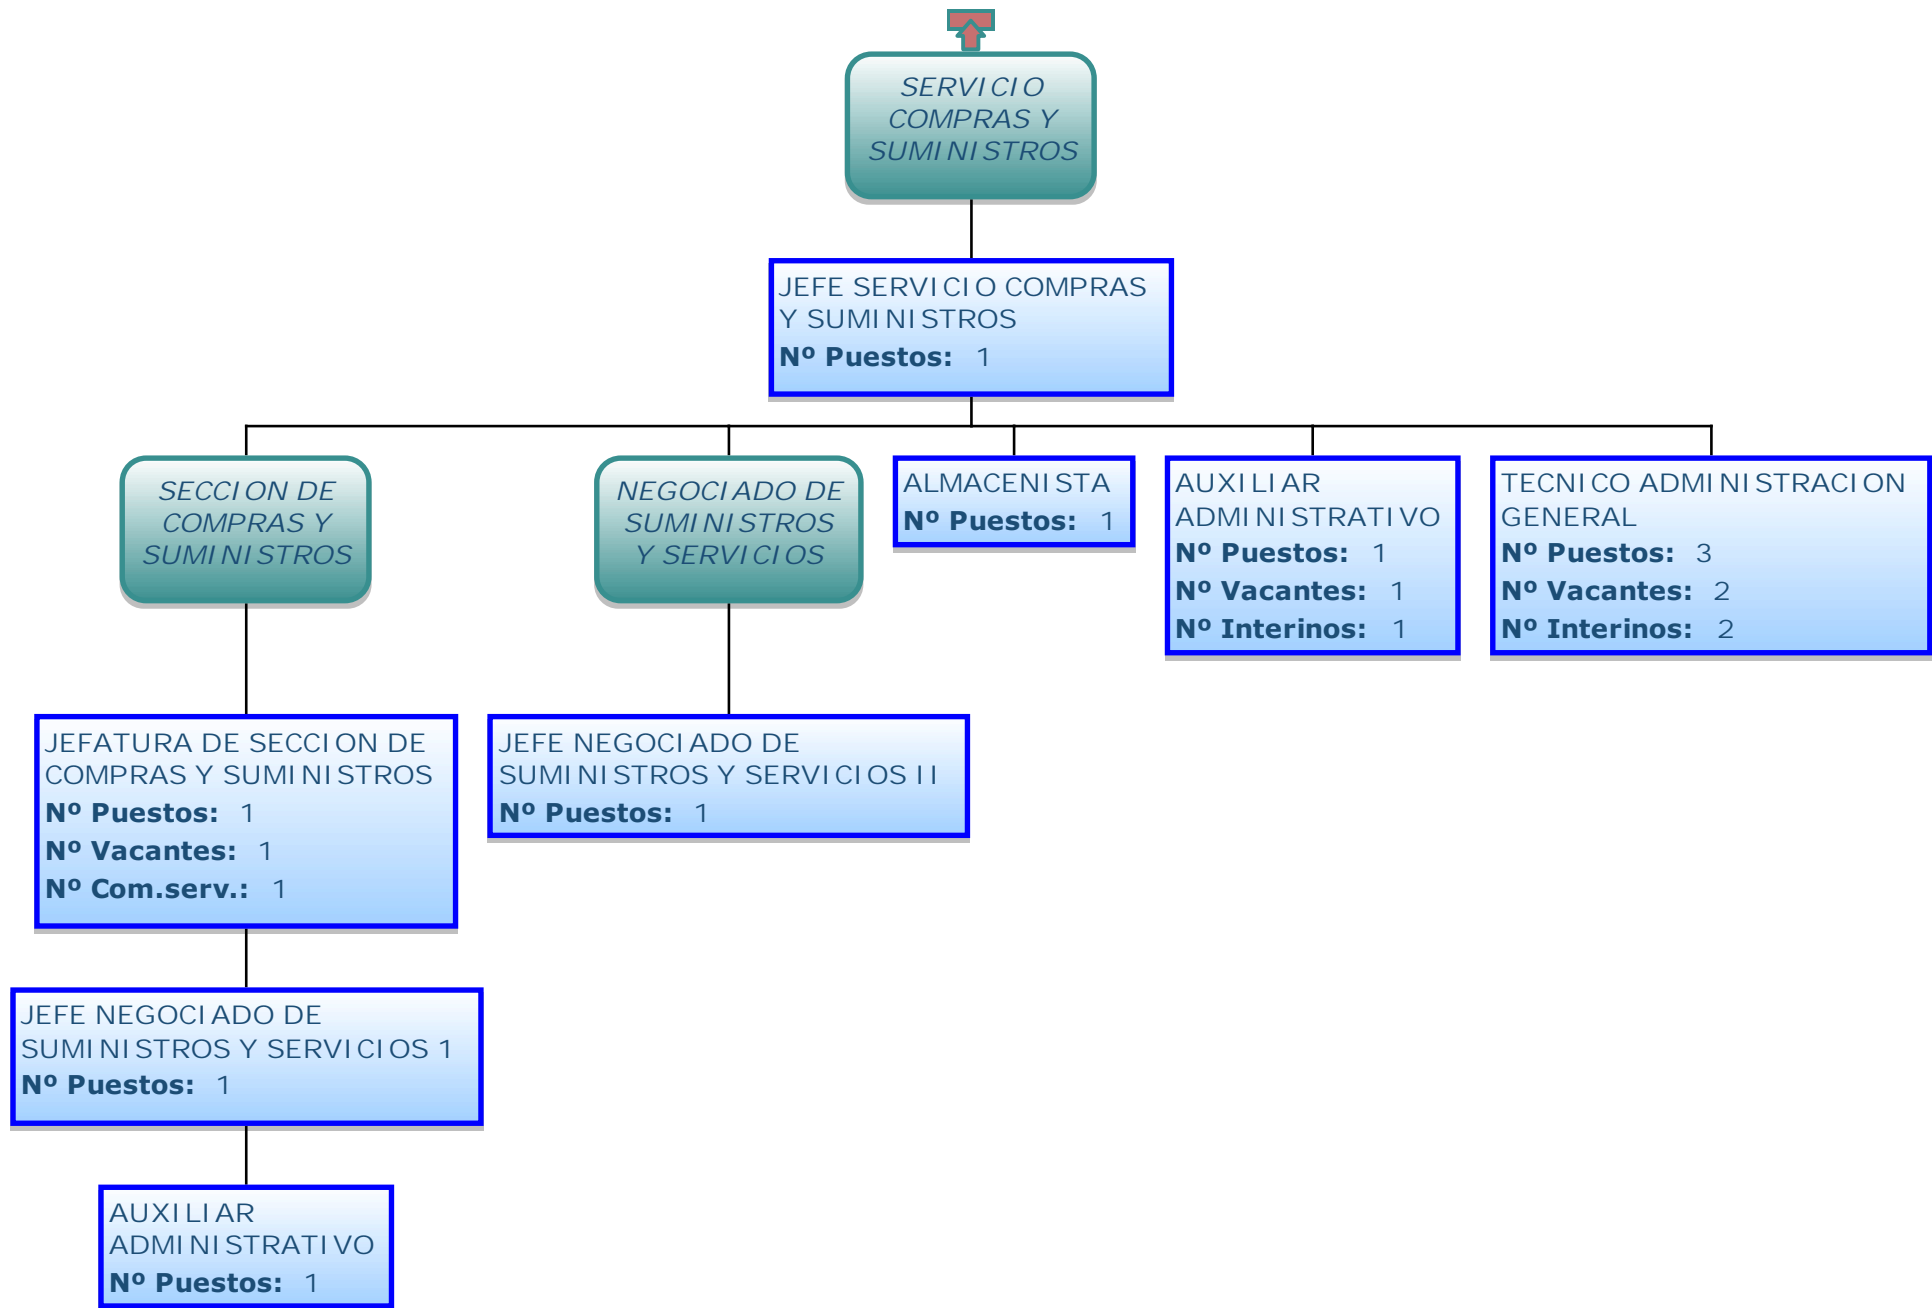 SERVICIO
COMPRAS Y
SUMINISTROS
JEFE SERVICIO COMPRAS
Y SUMINISTROS
Nº Puestos: 1
SECCION DE
COMPRAS Y
SUMINISTROS
NEGOCIADO DE
SUMINISTROS
Y SERVICIOS
ALMACENISTA
Nº Puestos: 1
AUXILIAR
ADMINISTRATIVO
Nº Puestos: 1
Nº Vacantes: 1
Nº Interinos: 1
TECNICO ADMINISTRACION
GENERAL
Nº Puestos: 3
Nº Vacantes: 2
Nº Interinos: 2
JEFATURA DE SECCION DE
COMPRAS Y SUMINISTROS
Nº Puestos: 1
Nº Vacantes: 1
Nº Com.serv.: 1
JEFE NEGOCIADO DE
SUMINISTROS Y SERVICIOS II
Nº Puestos: 1
JEFE NEGOCIADO DE
SUMINISTROS Y SERVICIOS 1
Nº Puestos: 1
AUXILIAR
ADMINISTRATIVO
Nº Puestos: 1